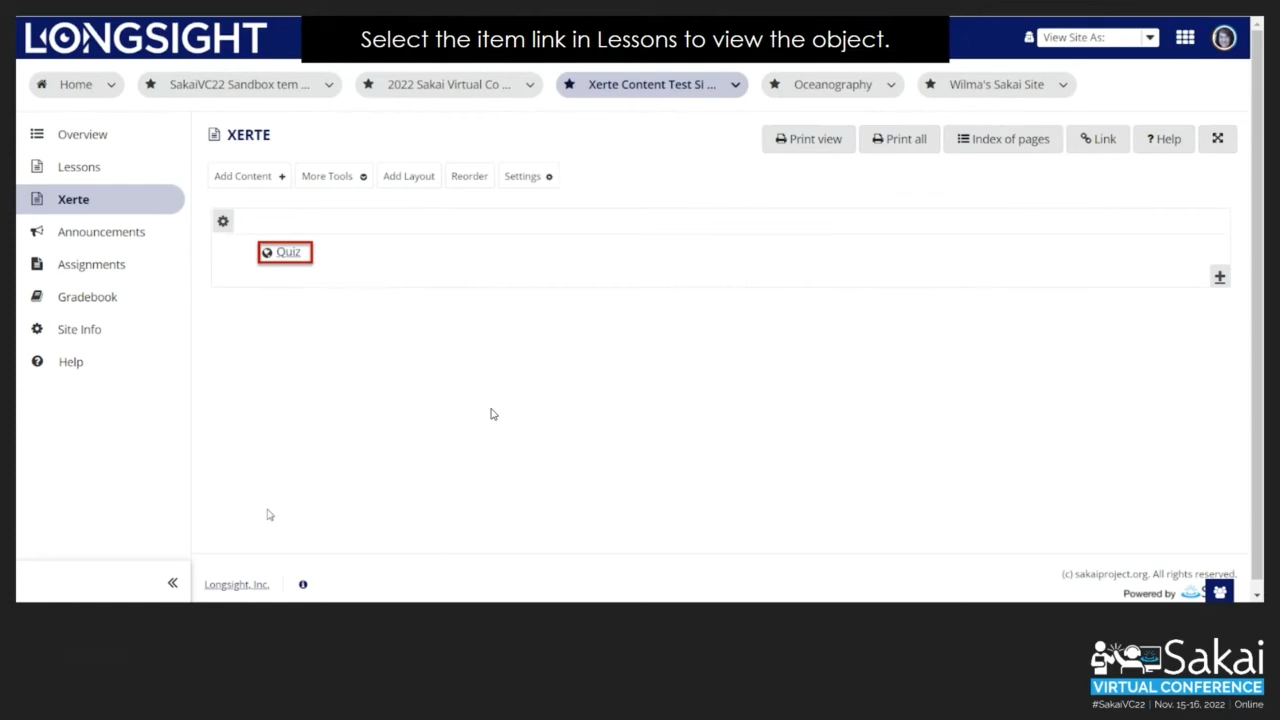 LONGSIGHT
Select the item link in Lessons to view the object.
View Site As:
Home
SakaiVC22 Sandbox tem ...
2022 Sakai Virtual Co ...
Xerte Content Test Si ...
Oceanography
Wilma's Sakai Site
Overview
Lessons
Xerte
Announcements
Assignments
Gradebook
Site Info
Help
XERTE
Print view
Print all
Index of pages
Link
? Help
Add Content +
More Tools
Add Layout
Reorder
Settings
Quiz
Longsight, Inc.
(c) sakaiproject.org. All rights reserved.
Powered by
Sakai
VIRTUAL CONFERENCE
#SakaiVC22 | Nov. 15-16, 2022 | Online